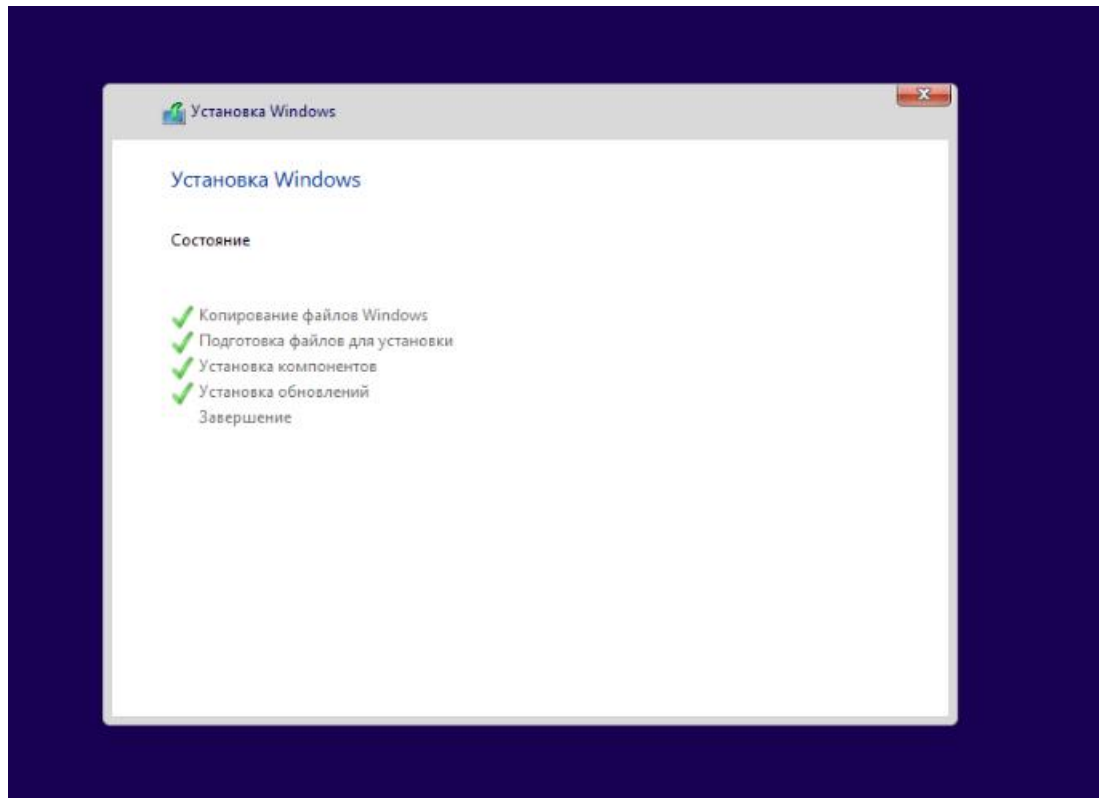 Установка Windows
Установка Windows
Состояние
Копирование файлов Windows
Подготовка файлов для установки
Установка компонентов
Установка обновлений
Завершение